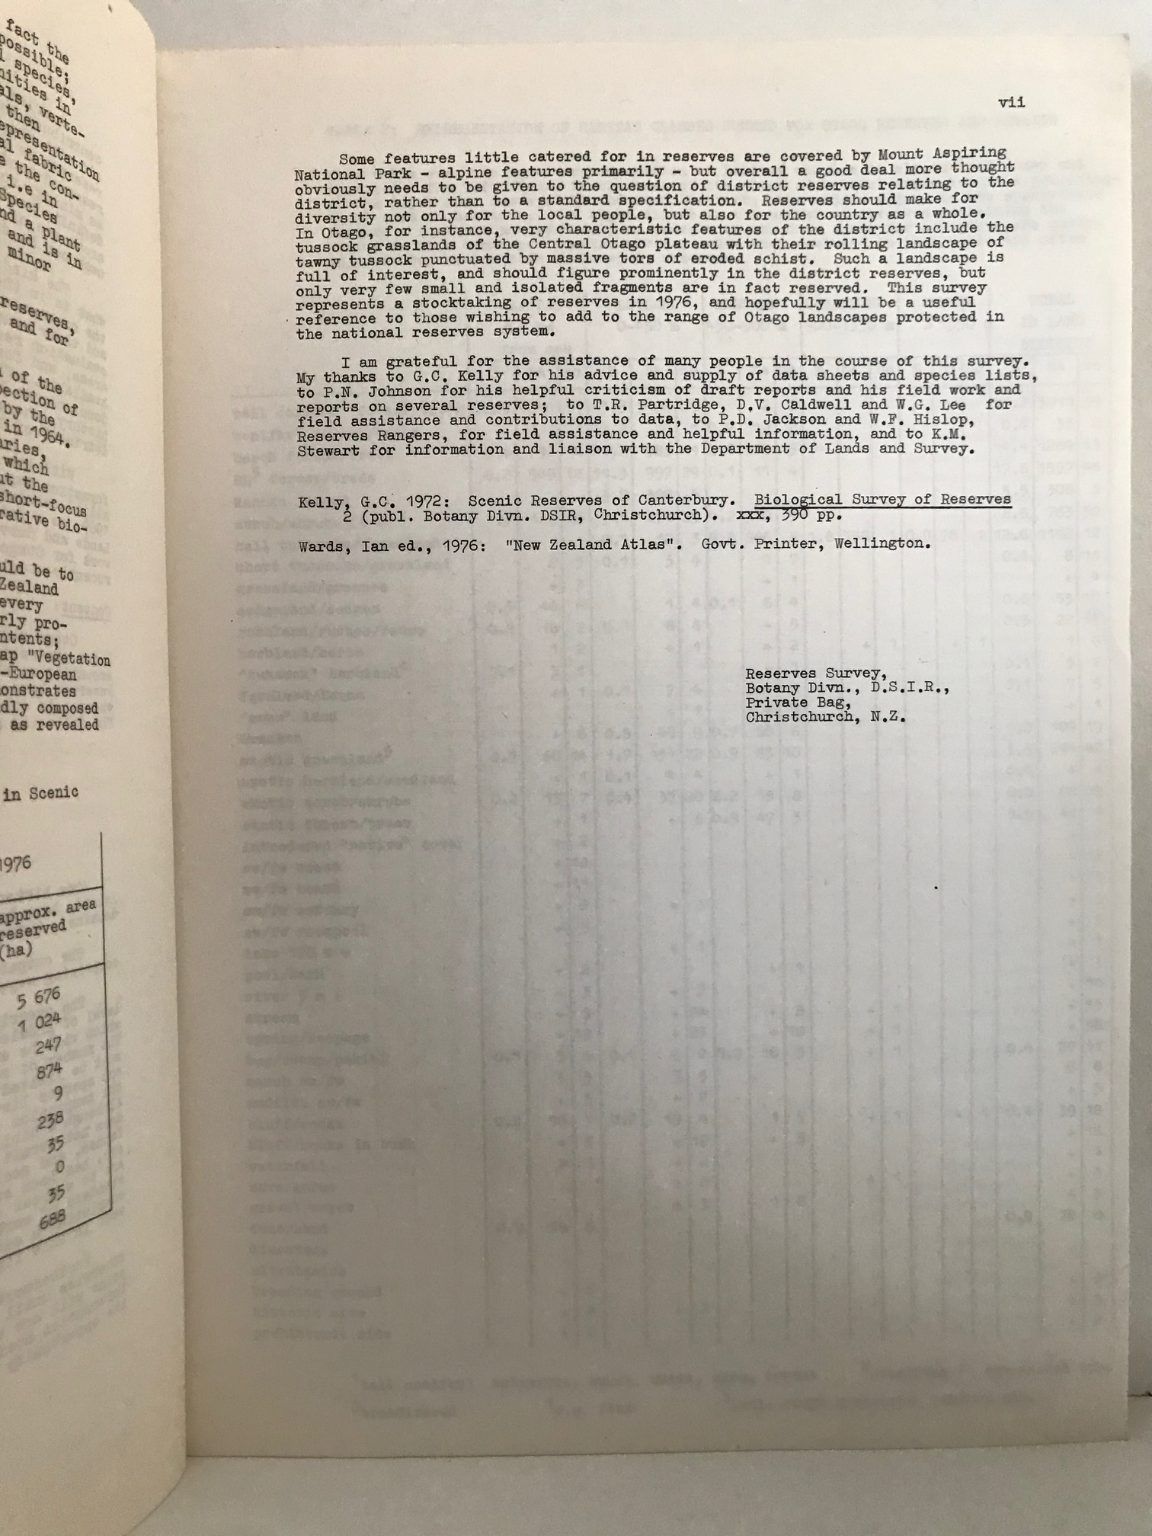 fact the
possible;
species,
in
verte-
then
representation
fabric
the con-
i.e in
Species
a plant
and is in
minor
reserves,
and for
of the
of
by the
in 1964.
which
the
short-focus
bio-
be to
Zealand
every
pro-
"Vegetation
-European
composed
as revealed
in Scenic
1976
approx. area
reserved
(ha)
5 676
1 024
247
874
9
238
35
0
35
688
vii
Some features little catered for in reserves are covered by Mount Aspiring
National Park - alpine features primarily - but overall a good deal more thought
obviously needs to be given to the question of district reserves relating to the
district, rather than to a standard specification. Reserves should make for
diversity not only for the local people, but also for the country as a whole.
In Otago, for instance, very characteristic features of the district include the
tussock grasslands of the Central Otago plateau with their rolling landscape of
tawny tussock punctuated by massive tors of eroded schist. Such a landscape is
full of interest, and should figure prominently in the district reserves, but
only very few small and isolated fragments are in fact reserved. This survey
represents a stocktaking of reserves in 1976, and hopefully will be a useful
reference to those wishing to add to the range of Otago landscapes protected in
the national reserves system.
I am grateful for the assistance of many people in the course of this survey.
My thanks to G.C. Kelly for his advice and supply of data sheets and species lists,
to P.N. Johnson for his helpful criticism of draft reports and his field work and
reports on several reserves; to T.R. Partridge, D.V. Caldwell and W.G. Lee for
field assistance and contributions to data, to P.D. Jackson and W.F. Hislop,
Reserves Rangers, for field assistance and helpful information, and to K.M.
Stewart for information and liaison with the Department of Lands and Survey.
Kelly, G.C. 1972: Scenic Reserves of Canterbury. Biological Survey of Reserves
2 (publ. Botany Divn. DSIR, Christchurch). xxx, 390 pp.
Wards, Ian ed., 1976: "New Zealand Atlas". Govt. Printer, Wellington.
Reserves Survey,
Botany Divn., D.S.I.R.,
Private Bag,
Christchurch, N.Z.